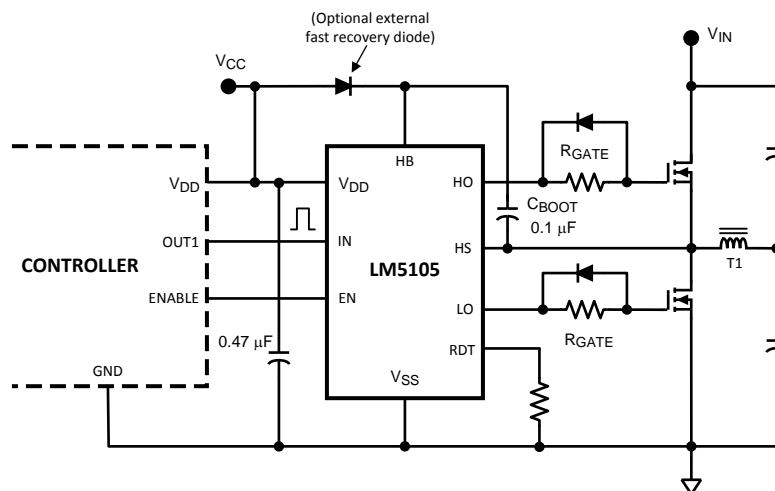 (Optional external
fast recovery diode)
VCC
VIN
HB
RGATE
VDD
VDD
HO
CBOOT
0.1 μF
OUT1
IN
HS
CONTROLLER
LM5105
T1
ENABLE
EN
LO
0.47 μF
RDT
RGATE
GND
VSS